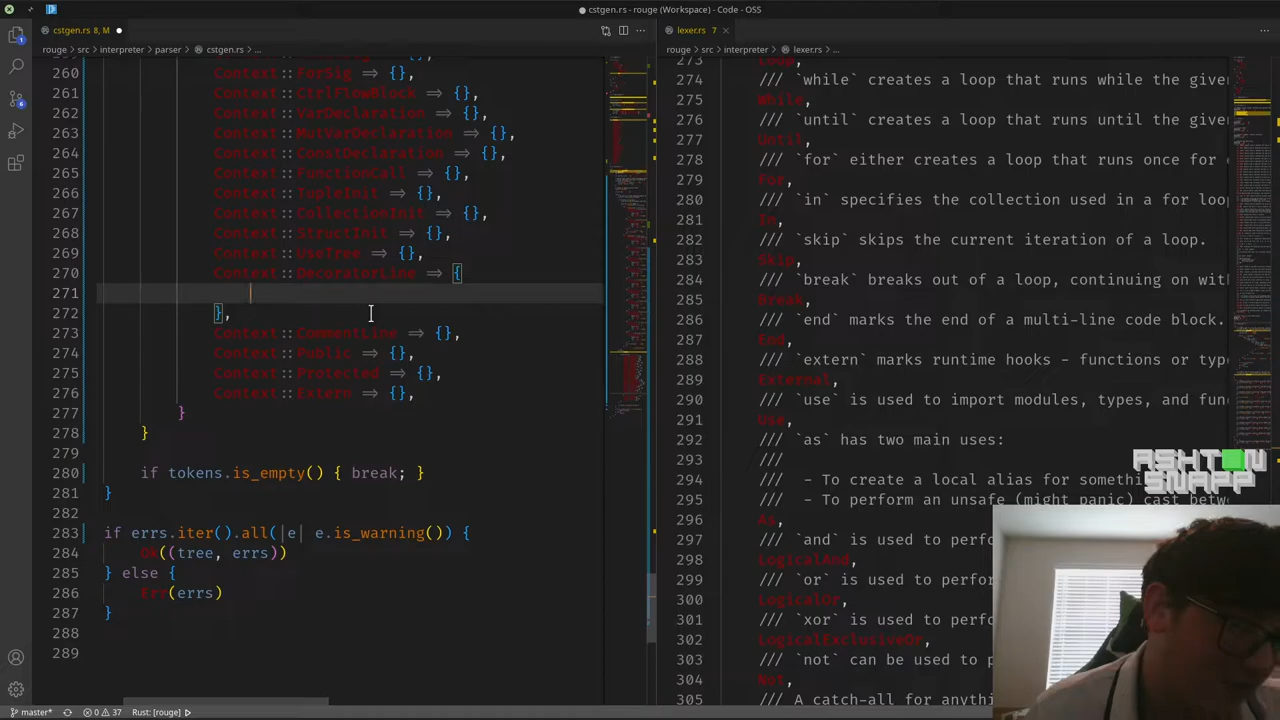 cstgen.rs - rouge (Workspace) - Code - OSS
cstgen.rs 8, M
lexer.rs 7
rouge > src > interpreter > parser > cstgen.rs > ...
rouge > src > interpreter > lexer.rs > ...
260 Context::ForSig => {},
261 Context::CtrlFlowBlock => {},
262 Context::VarDeclaration => {},
263 Context::MutVarDeclaration => {},
264 Context::ConstDeclaration => {},
265 Context::FunctionCall => {},
266 Context::TupleInit => {},
267 Context::CollectionInit => {},
268 Context::StructInit => {},
269 Context::UseTree => {},
270 Context::DecoratorLine => {
271
272 },
273 Context::CommentLine => {},
274 Context::Public => {},
275 Context::Protected => {},
276 Context::Extern => {},
277 }
278 }
280 if tokens.is_empty() { break; }
281 }
282
283 if errs.iter().all(|e| e.is_warning()) {
284 Ok((tree, errs))
285 } else {
286 Err(errs)
287 }
288
289
273 Loop,
274 /// `while` creates a loop that runs while the give
275 While,
276 /// `until` creates a loop that runs until the give
277 Until,
278 /// `for` either creates a loop that runs once for
279 For,
280 /// `in` specifies the collection used in a for loo
281 In,
282 /// `skip` skips the current iteration of a loop.
283 Skip,
284 /// `break` breaks out of a loop, continuing on wit
285 Break,
286 /// `end` marks the end of a multi-line code block.
287 End,
288 /// `extern` marks runtime hooks - functions or type
289 External,
290 /// `use` is used to import modules, types, and fun
291 Use,
292 /// `as` has two main uses:
293 ///
294 /// - To create a local alias for somethi
295 /// - To perform an unsafe (might panic) cast betw
296 As,
297 /// `and` is used to perfo
298 LogicalAnd,
299 /// `or` is used to perfor
300 LogicalOr,
301 /// `xor` is used to perfo
302 LogicalExclusiveOr,
303 /// `not` can be used to p
304 Not,
305 /// A catch-all for anythi
ASHTON
SNAPP
master* 0 37 Rust: [rouge]